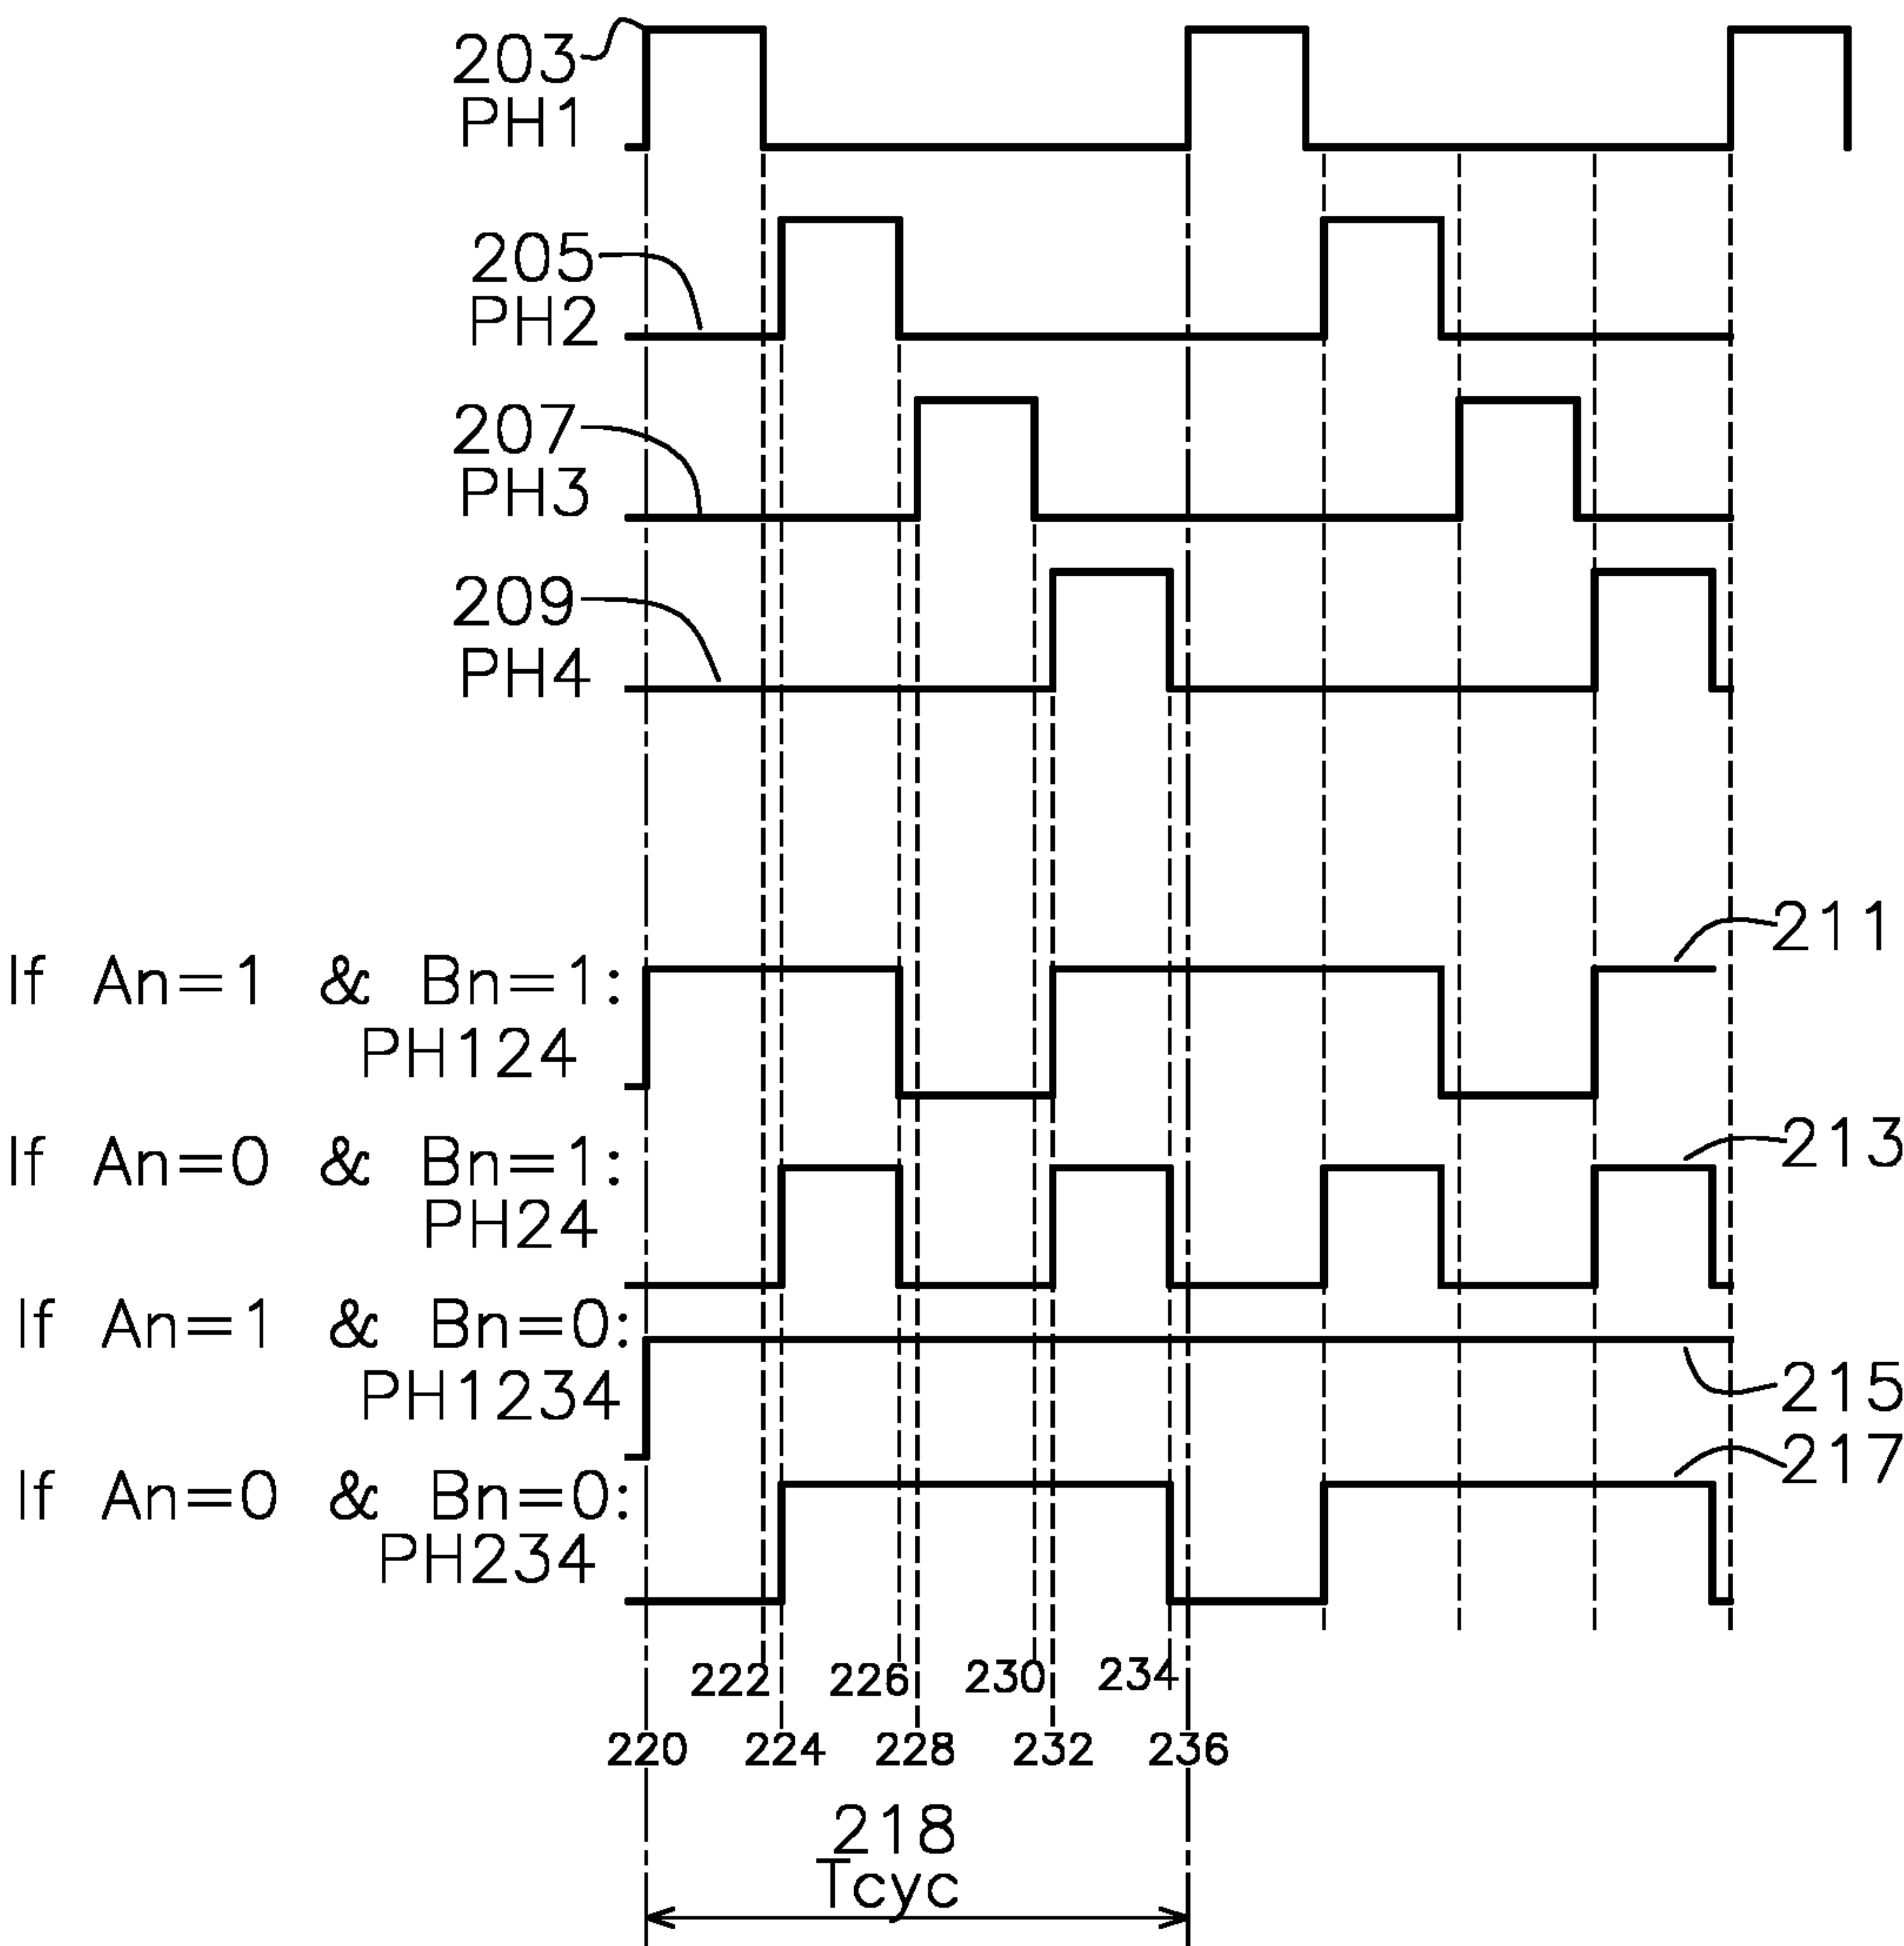 203
PH1
205
PH2
207
PH3
209
PH4
211
If An=1 & Bn=1:
PH124
213
If An=0 & Bn=1:
PH24
If An=1 & Bn=0:
PH1234
215
217
If An=0 & Bn=0:
PH234
222 226 230 234
220 224 228 232 236
218
Tcyc